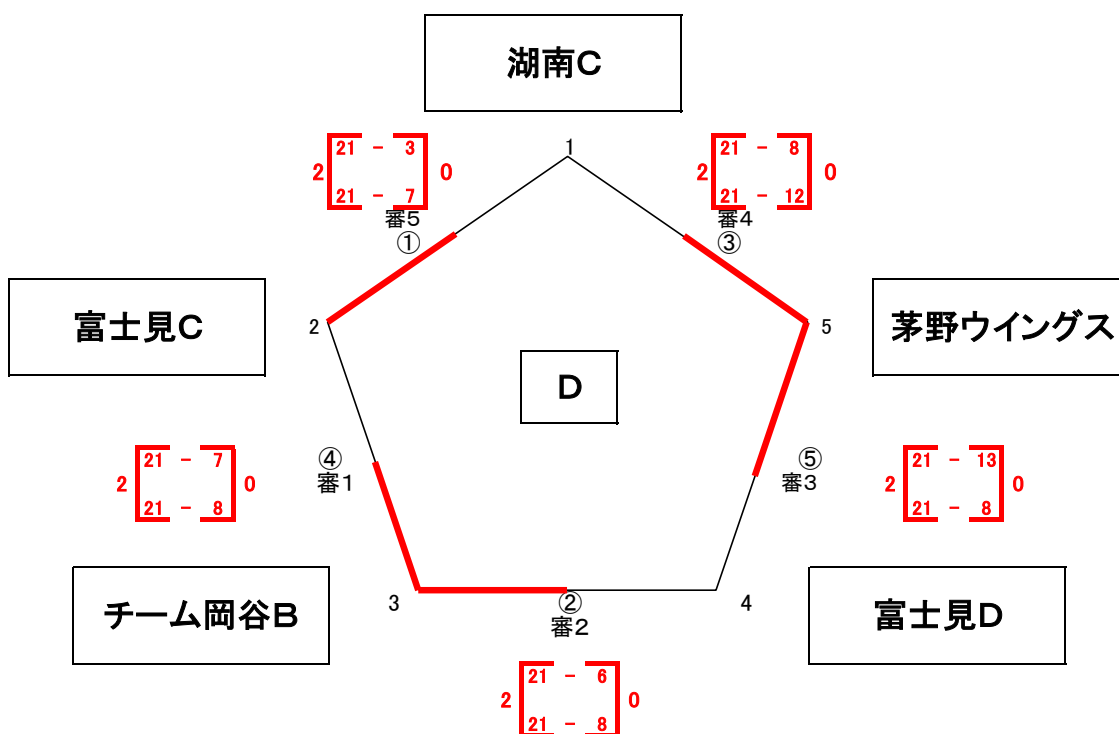 湖南C
21 - 3
2 0
21 - 7
審5
①
1
21 - 8
2 0
21 - 12
審4
③
富士見C
2
D
5
茅野ウイングス
21 - 7
2 0
21 - 8
④
審1
⑤
審3
21 - 13
2 0
21 - 8
チーム岡谷B
3
②
審2
4
富士見D
21 - 6
2 0
21 - 8